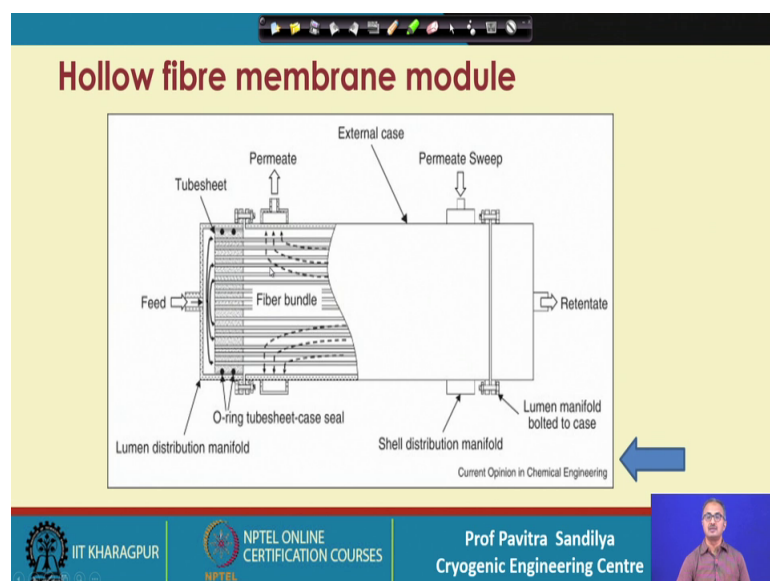 Hollow fibre membrane module
External case
Permeate
Permeate Sweep
Tubesheet
Feed
Fiber bundle
Retentate
O-ring tubesheet-case seal
Lumen distribution manifold
Shell distribution manifold
Lumen manifold
bolted to case
Current Opinion in Chemical Engineering
IIT KHARAGPUR
NPTEL
NPTEL ONLINE
CERTIFICATION COURSES
Prof Pavitra Sandilya
Cryogenic Engineering Centre